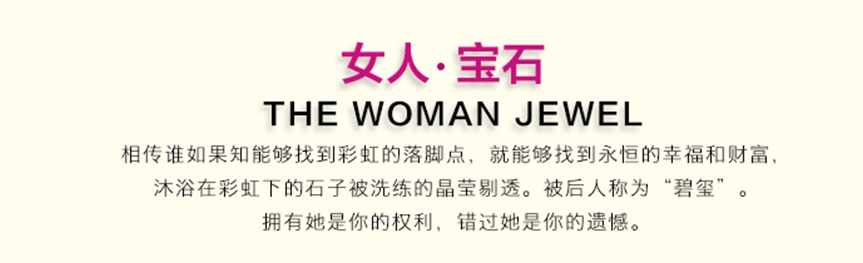 女人·宝石
THE WOMAN JEWEL
相传谁如果知能够找到彩虹的落脚点，就能够找到永恒的幸福和财富，
沐浴在彩虹下的石子被洗练的晶莹剔透。被后人称为“碧玺”。
拥有她是你的权利，错过她是你的遗憾。